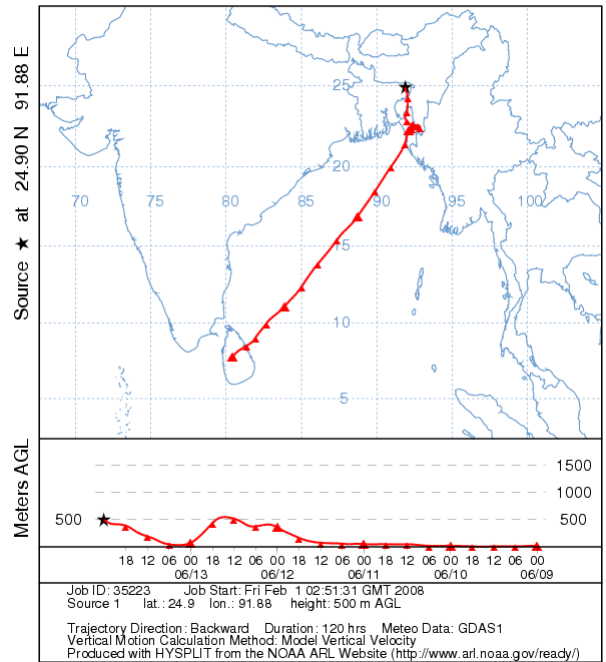 Source ★ at 24.90 N 91.88 E
25
20
70
75
80
85
90
95
100
15
10
5
Meters AGL
1500
1000
500
500
18 12 06 00 18 12 06 00 18 12 06 00 18 12 06 00 18 12 06 00
06/13 06/12 06/11 06/10 06/09
Job ID: 35223 Job Start: Fri Feb 1 02:51:31 GMT 2008
Source 1 lat.: 24.9 lon.: 91.88 height: 500 m AGL
Trajectory Direction: Backward Duration: 120 hrs Meteo Data: GDAS1
Vertical Motion Calculation Method: Model Vertical Velocity
Produced with HYSPLIT from the NOAA ARL Website (http://www.arl.noaa.gov/ready/)